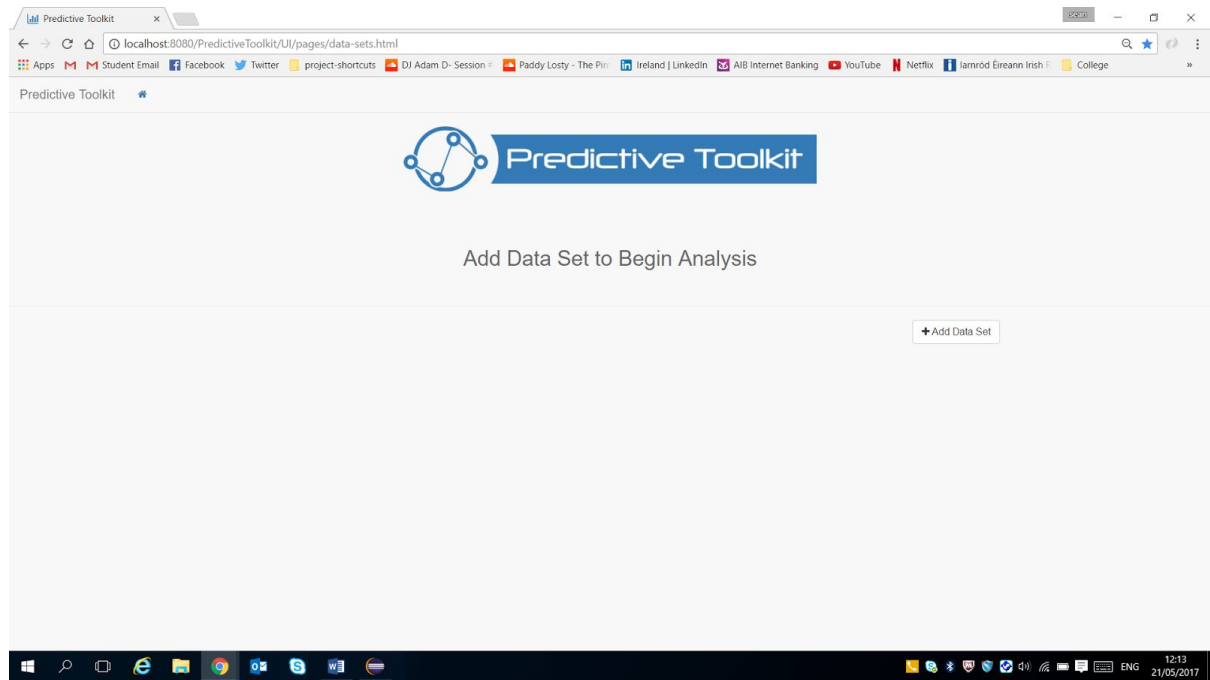 Predictive Toolkit
sean
localhost:8080/PredictiveToolkit/UI/pages/data-sets.html
Apps Student Email Facebook Twitter project-shortcuts DJ Adam D- Session Paddy Losty - The Pin Ireland | LinkedIn AIB Internet Banking YouTube Netflix Iarnród Éireann Irish R College »
Predictive Toolkit
Predictive Toolkit
Add Data Set to Begin Analysis
+ Add Data Set
12:13
ENG
21/05/2017